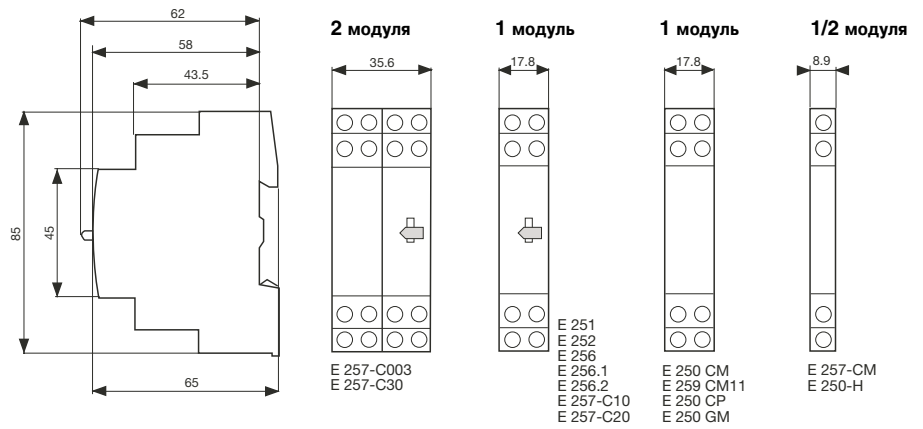 62
58
43.5
85
45
65
2 модуля
35.6
E 257-C003
E 257-C30
1 модуль
17.8
E 251
E 252
E 256
E 256.1
E 256.2
E 257-C10
E 257-C20
1 модуль
17.8
E 250 CM
E 259 CM11
E 250 CP
E 250 GM
1/2 модуля
8.9
E 257-CM
E 250-H